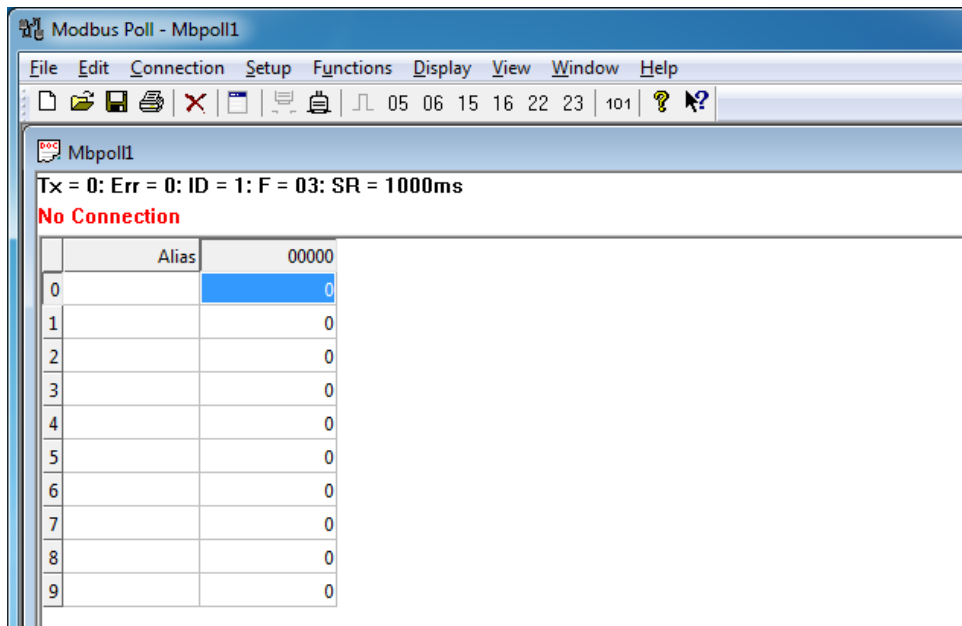 Modbus Poll - Mbpoll1
File Edit Connection Setup Functions Display View Window Help
05 06 15 16 22 23 101
DOC Mbpoll1
Tx = 0: Err = 0: ID = 1: F = 03: SR = 1000ms
No Connection
Alias 00000
0 0
1 0
2 0
3 0
4 0
5 0
6 0
7 0
8 0
9 0